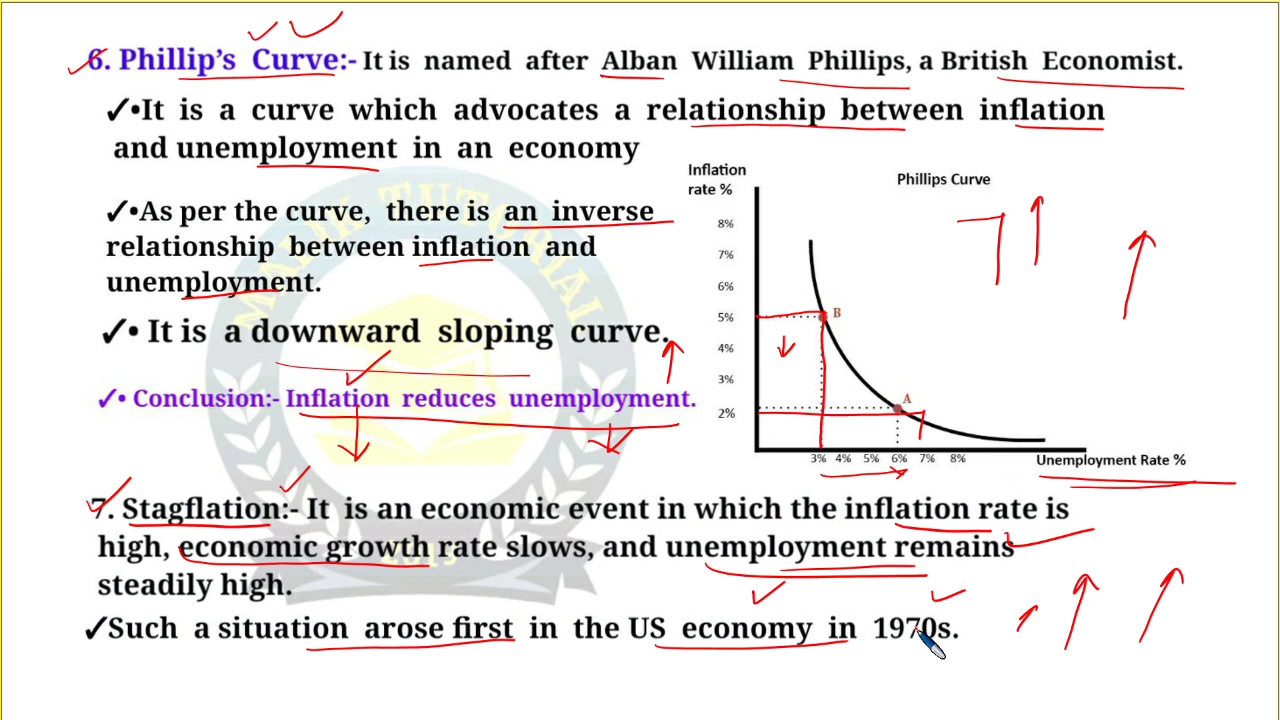 6. Phillip's Curve:- It is named after Alban William Phillips, a British Economist.
✓•It is a curve which advocates a relationship between inflation
and unemployment in an economy
✓•As per the curve, there is an inverse
relationship between inflation and
unemployment.
✓• It is a downward sloping curve.
✓• Conclusion:- Inflation reduces unemployment.
Inflation
rate %
Phillips Curve
8%
7%
6%
5%
4%
3%
2%
B
A
3% 4% 5% 6% 7% 8%
Unemployment Rate %
7. Stagflation:- It is an economic event in which the inflation rate is
high, economic growth rate slows, and unemployment remains
steadily high.
✓Such a situation arose first in the US economy in 1970s.
MALIK TUTORIAL
2015